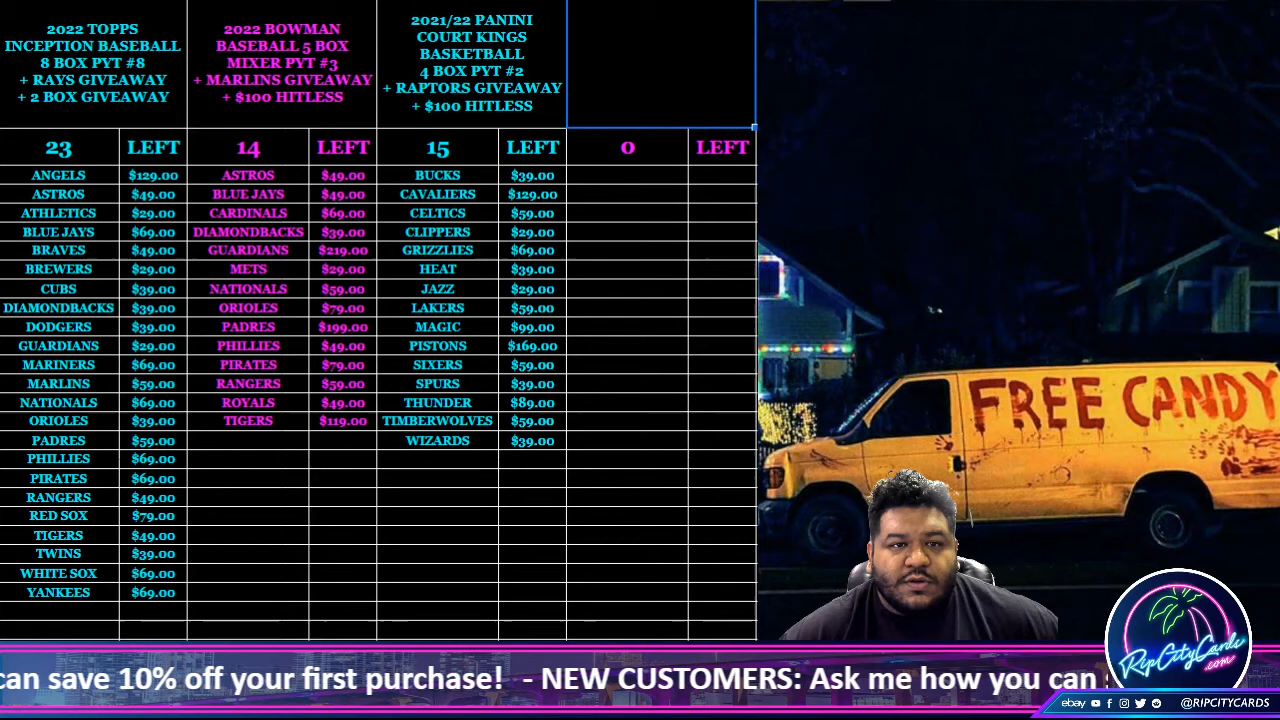 2022 TOPPS
INCEPTION BASEBALL
8 BOX PYT #8
+ RAYS GIVEAWAY
+ 2 BOX GIVEAWAY
2022 BOWMAN
BASEBALL 5 BOX
MIXER PYT #3
+ MARLINS GIVEAWAY
+ $100 HITLESS
2021/22 PANINI
COURT KINGS
BASKETBALL
4 BOX PYT #2
+ RAPTORS GIVEAWAY
+ $100 HITLESS
23 LEFT 14 LEFT 15 LEFT 0 LEFT
ANGELS $129.00 ASTROS $49.00 BUCKS $39.00
ASTROS $49.00 BLUE JAYS $49.00 CAVALIERS $129.00
ATHLETICS $29.00 CARDINALS $69.00 CELTICS $59.00
BLUE JAYS $69.00 DIAMONDBACKS $39.00 CLIPPERS $29.00
BRAVES $49.00 GUARDIANS $219.00 GRIZZLIES $69.00
BREWERS $29.00 METS $29.00 HEAT $39.00
CUBS $39.00 NATIONALS $59.00 JAZZ $29.00
DIAMONDBACKS $39.00 ORIOLES $79.00 LAKERS $59.00
DODGERS $39.00 PADRES $199.00 MAGIC $99.00
GUARDIANS $29.00 PHILLIES $49.00 PISTONS $169.00
MARINERS $69.00 PIRATES $79.00 SIXERS $59.00
MARLINS $59.00 RANGERS $59.00 SPURS $39.00
NATIONALS $69.00 ROYALS $49.00 THUNDER $89.00
ORIOLES $39.00 TIGERS $119.00 TIMBERWOLVES $59.00
PADRES $59.00 WIZARDS $39.00
PHILLIES $69.00
PIRATES $69.00
RANGERS $49.00
RED SOX $79.00
TIGERS $49.00
TWINS $39.00
WHITE SOX $69.00
YANKEES $69.00
FREE CANDY
can save 10% off your first purchase! - NEW CUSTOMERS: Ask me how you can
RipCityCards
.com
ebay @RIPCITYCARDS